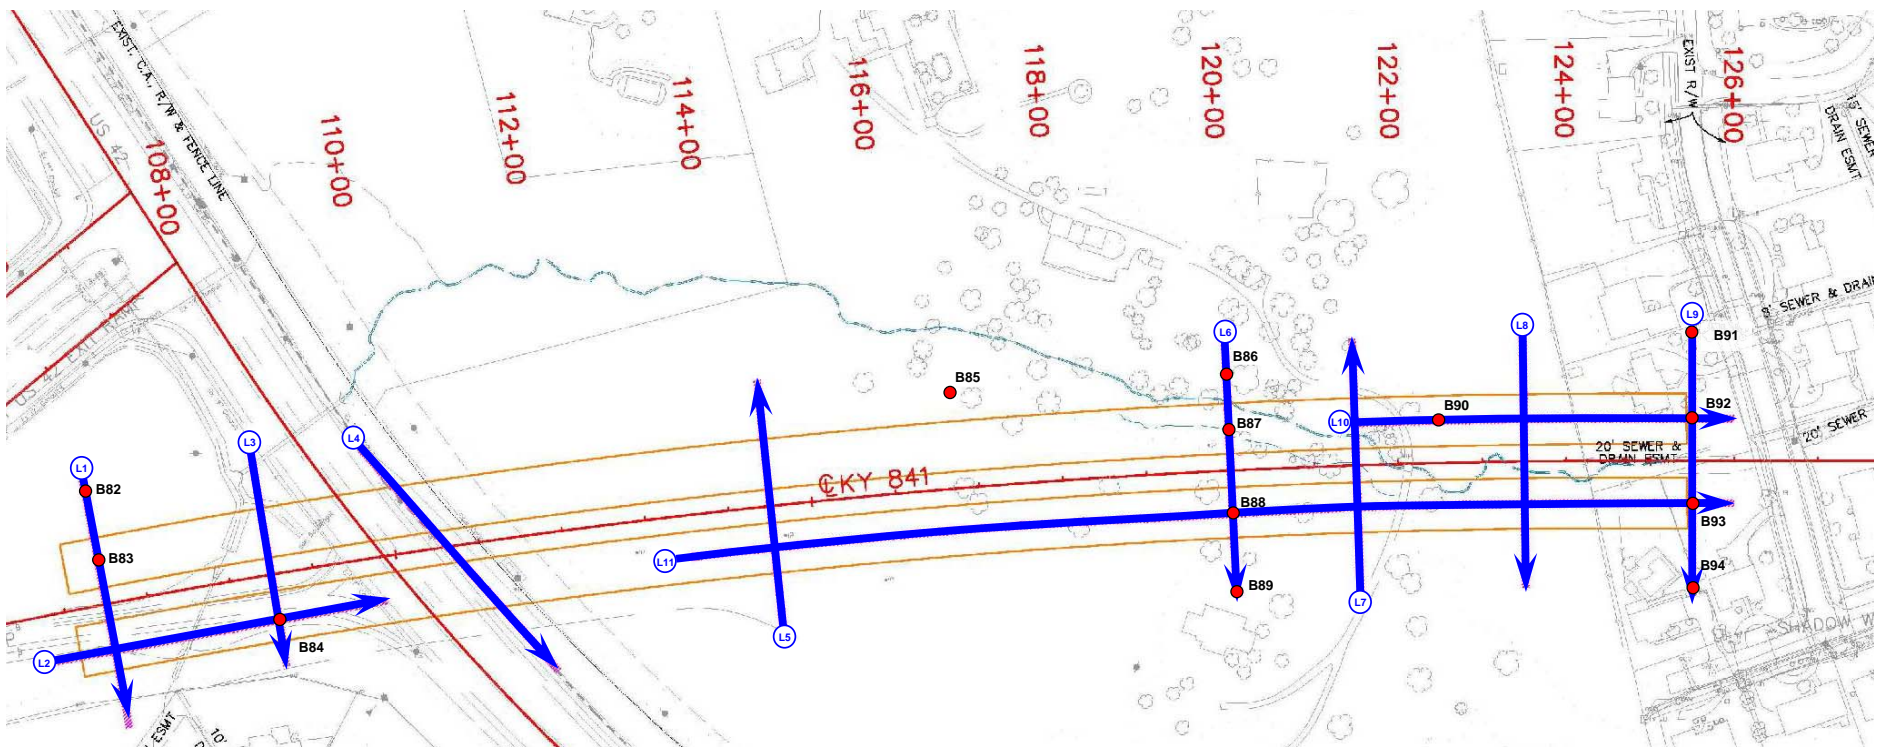 EXIST. C.A., R/W & FENCE LINE
US 42
108+00
110+00
112+00
114+00
116+00
118+00
120+00
122+00
124+00
EXIST R/W
126+00
15' SEWER
DRAIN ESMT
L1
B82
B83
L2
L3
B84
L4
L5
B85
₵KY 841
L11
L6
B86
B87
B88
B89
L10
L7
B90
L8
L9
B91
B92
B93
B94
20' SEWER &
DRAIN ESMT
SEWER & DRAIN
20' SEWER
SHADOW W
US 42
EXIT RAMP
ESMT
10'